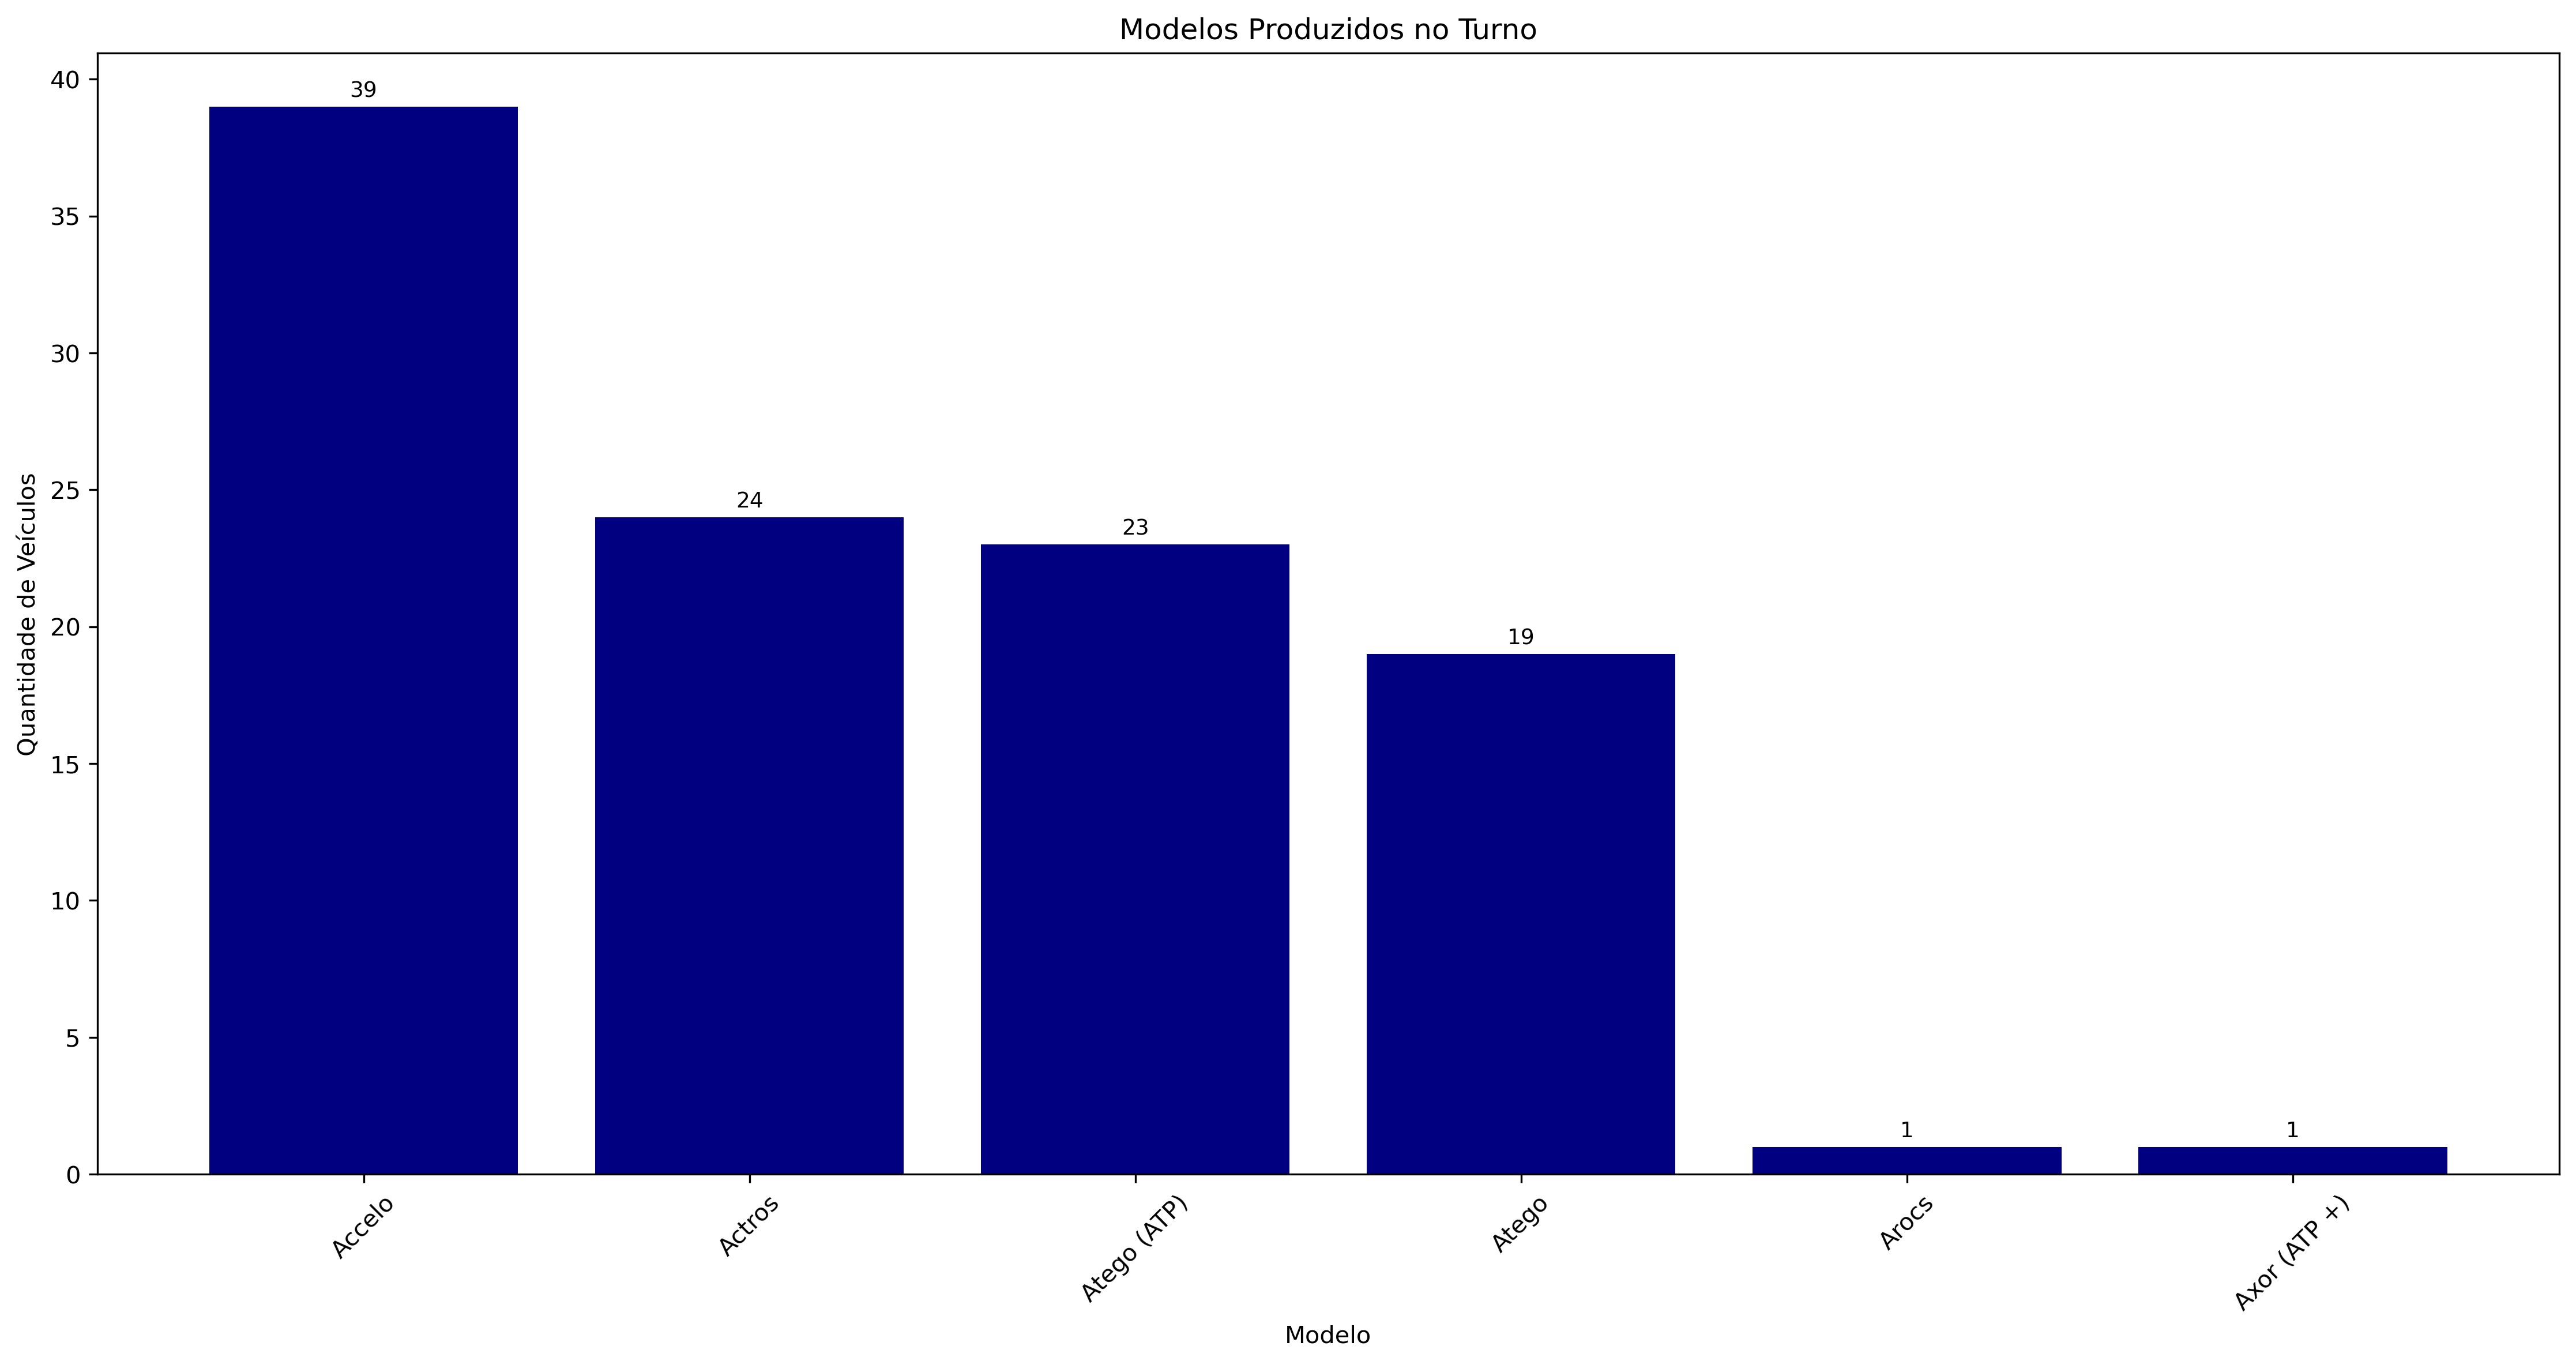 Modelos Produzidos no Turno
Quantidade de Veículos
40
35
30
25
20
15
10
5
0
39
24
23
19
1
1
Accelo
Actros
Atego (ATP)
Atego
Arocs
Axor (ATP +)
Modelo